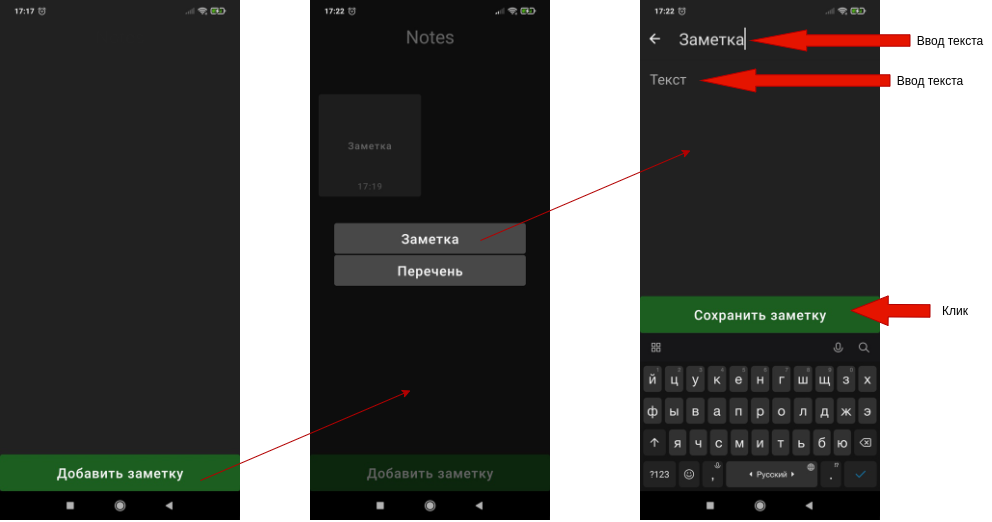 17:17
Добавить заметку
17:22
Notes
Заметка
17:19
Заметка
Перечень
Добавить заметку
17:22
Заметка
Ввод текста
Текст
Ввод текста
Сохранить заметку
Клик
й ц у к е н г ш щ з х
ф ы в а п р о л д ж э
я ч с м и т ь б ю
?123 , Русский .